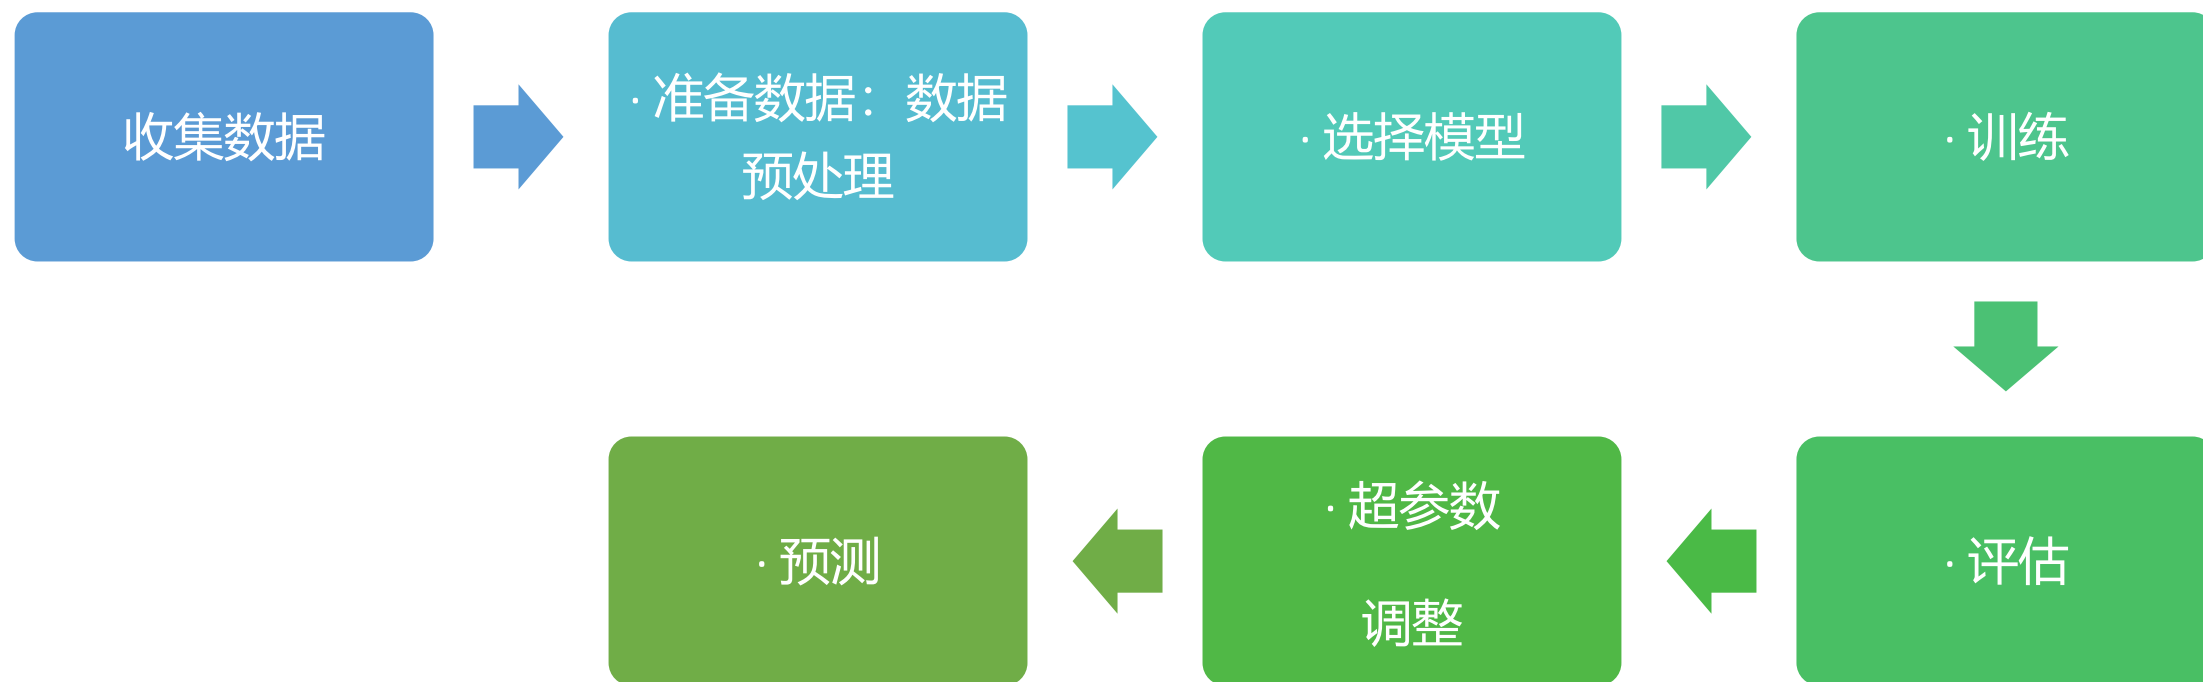 收集数据
· 准备数据：数据
预处理
· 选择模型
· 训练
· 评估
· 超参数
调整
· 预测